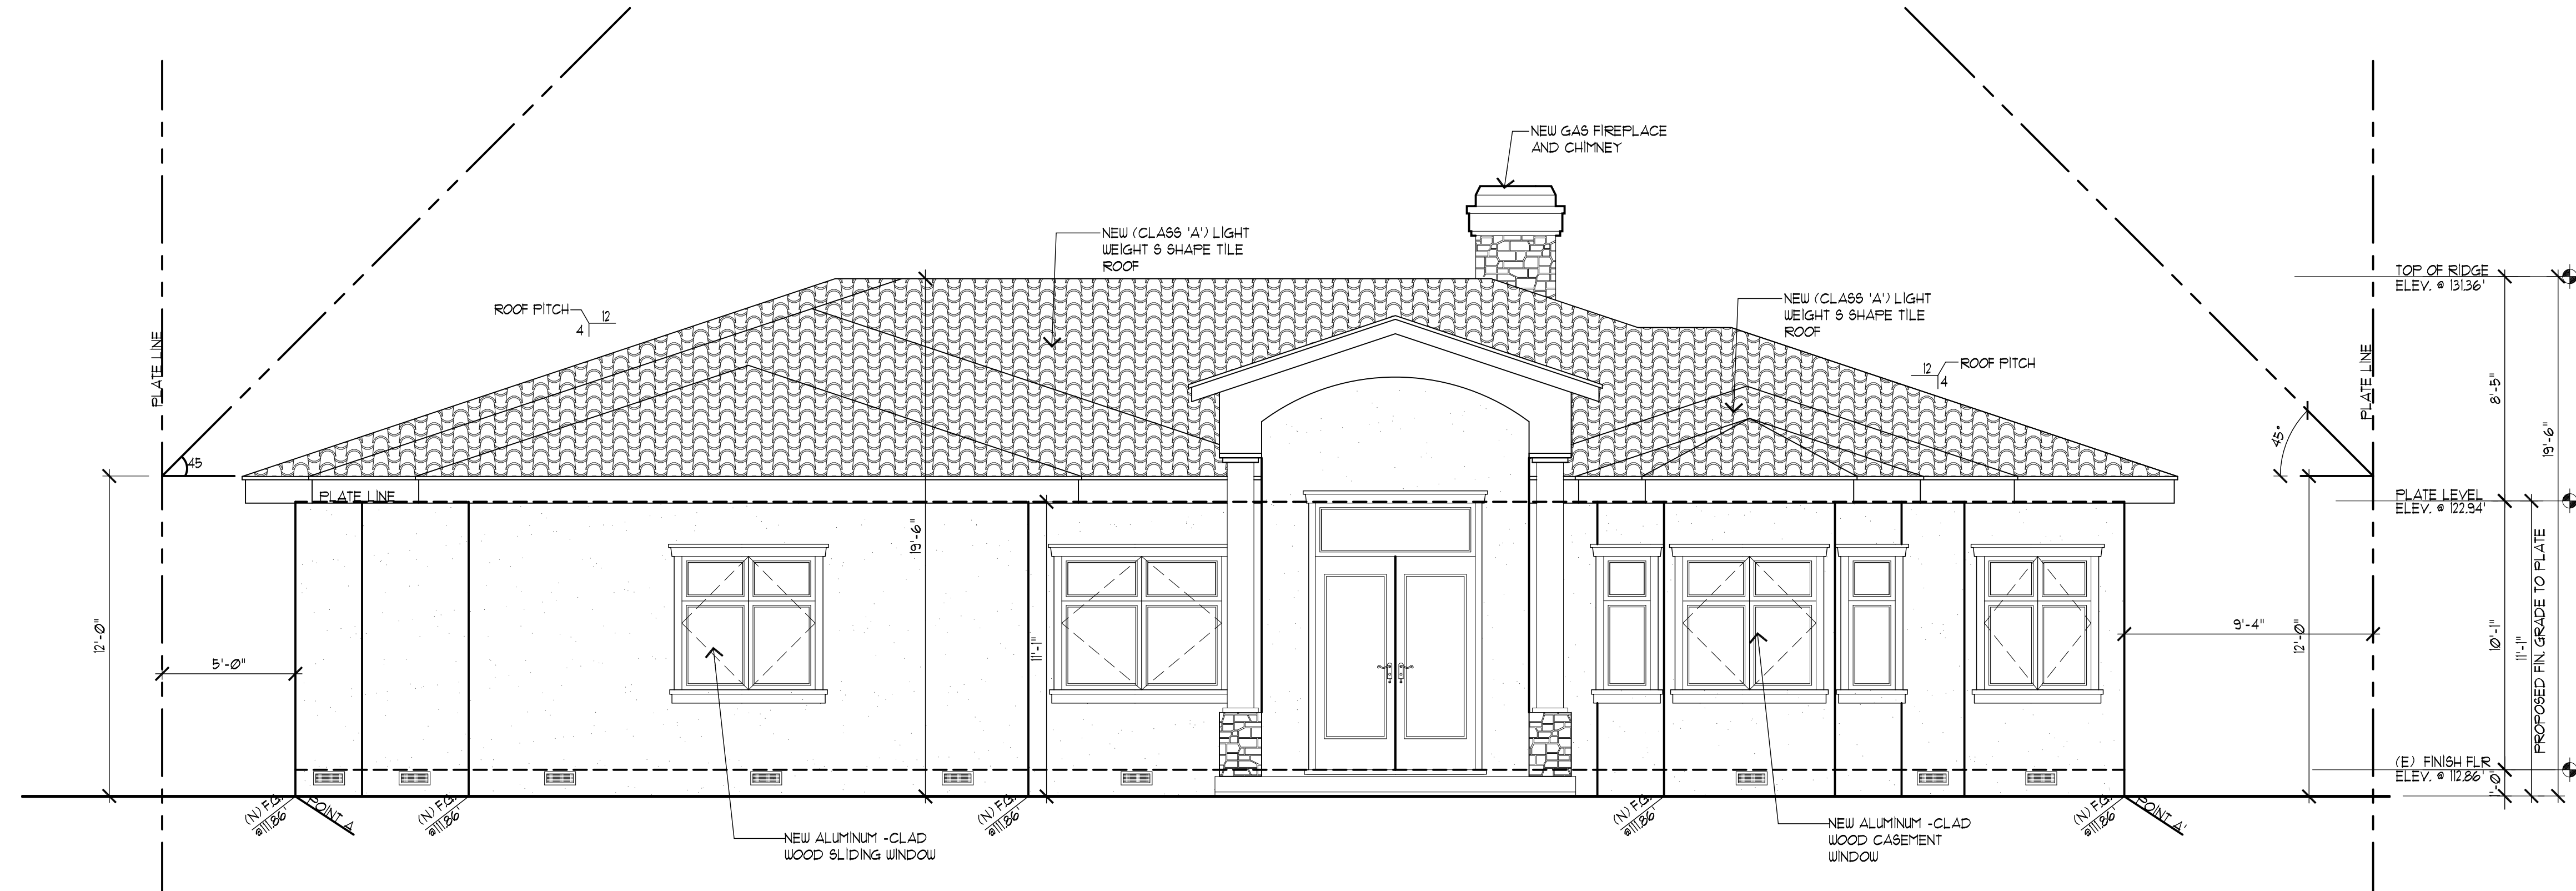 NEW GAS FIREPLACE
AND CHIMNEY
NEW (CLASS 'A') LIGHT
WEIGHT S SHAPE TILE
ROOF
TOP OF RIDGE
ELEV. @ 131.36'
ROOF PITCH
12
4
NEW (CLASS 'A') LIGHT
WEIGHT S SHAPE TILE
ROOF
12
4
ROOF PITCH
PLATE LINE
PLATE LINE
45
45°
8'-5"
19'-6"
PLATE LINE
PLATE LEVEL
ELEV. @ 122.94'
19'-6"
12'-0"
5'-0"
11'-1"
9'-4"
12'-0"
10'-1"
11'-1"
PROPOSED FIN. GRADE TO PLATE
(E) FINISH FLR
ELEV. @ 112.86'
1'-0"
(N) F.G.
@111.86'
POINT A
(N) F.G.
@111.86'
(N) F.G.
@111.86'
(N) F.G.
@111.86'
(N) F.G.
@111.86'
POINT A'
NEW ALUMINUM -CLAD
WOOD SLIDING WINDOW
NEW ALUMINUM -CLAD
WOOD CASEMENT
WINDOW